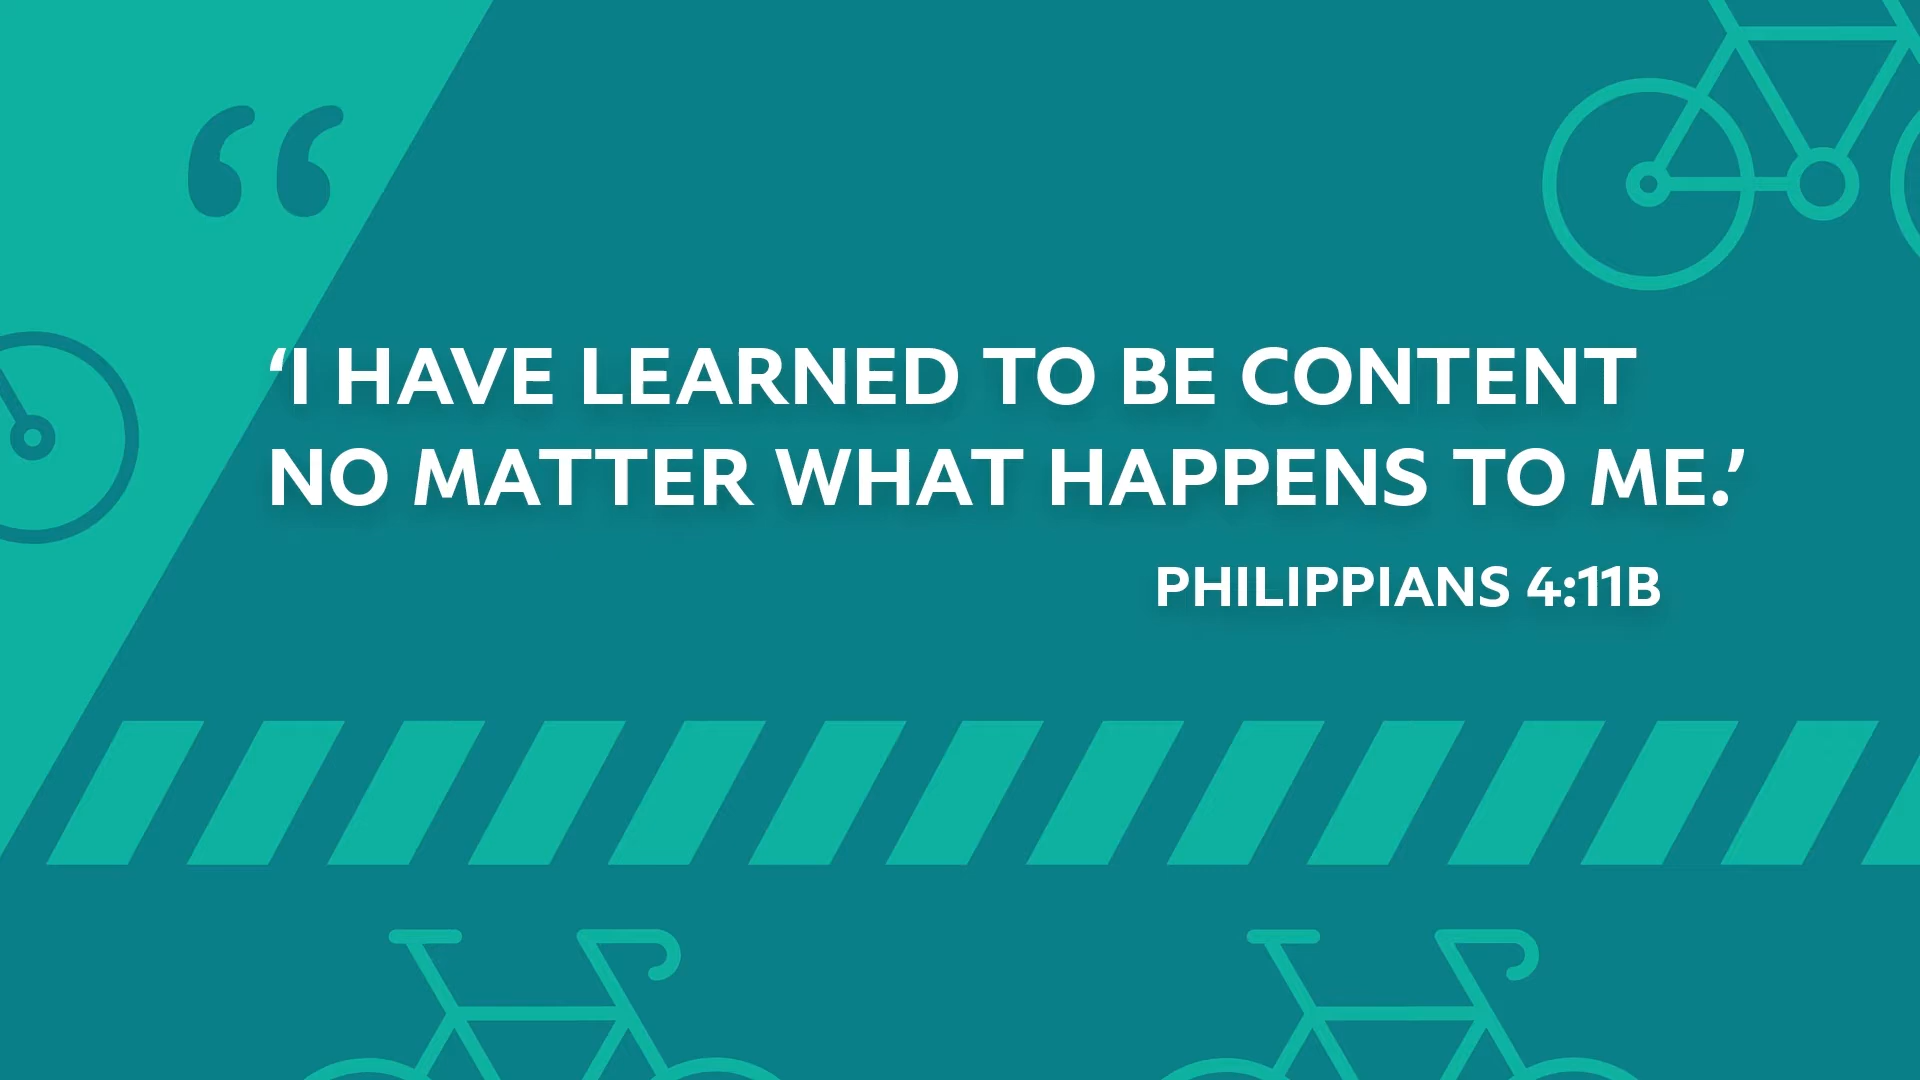 “
‘I HAVE LEARNED TO BE CONTENT
NO MATTER WHAT HAPPENS TO ME.’
PHILIPPIANS 4:11B